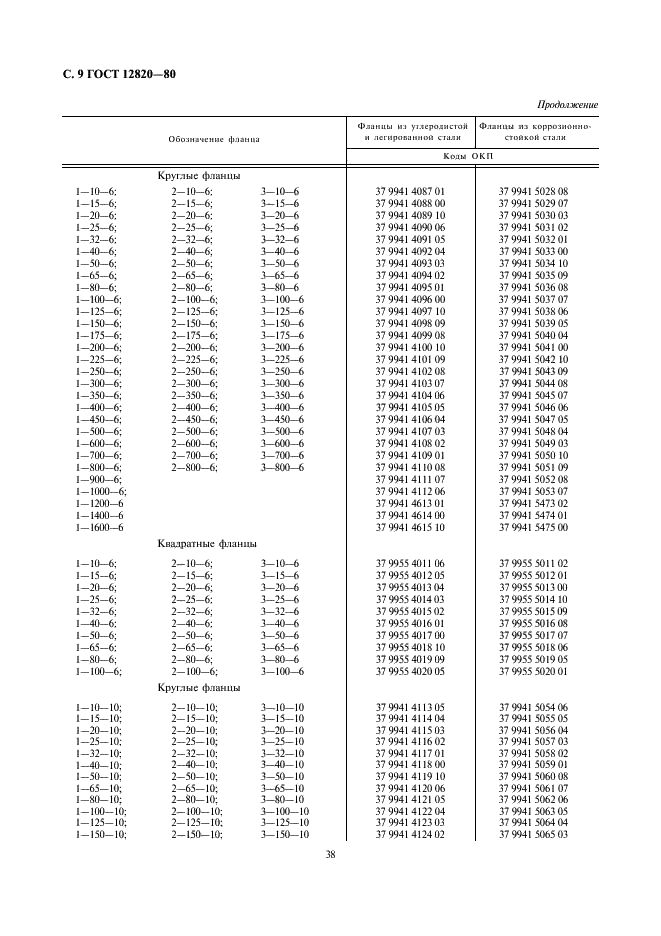 С. 9 ГОСТ 12820—80
Продолжение
Обозначение фланца
Фланцы из углеродистой и легированной стали
Фланцы из коррозионно-стойкой стали
Коды ОКП
Круглые фланцы
1—10—6; 2—10—6; 3—10—6 37 9941 4087 01 37 9941 5028 08
1—15—6; 2—15—6; 3—15—6 37 9941 4088 00 37 9941 5029 07
1—20—6; 2—20—6; 3—20—6 37 9941 4089 10 37 9941 5030 03
1—25—6; 2—25—6; 3—25—6 37 9941 4090 06 37 9941 5031 02
1—32—6; 2—32—6; 3—32—6 37 9941 4091 05 37 9941 5032 01
1—40—6; 2—40—6; 3—40—6 37 9941 4092 04 37 9941 5033 00
1—50—6; 2—50—6; 3—50—6 37 9941 4093 03 37 9941 5034 10
1—65—6; 2—65—6; 3—65—6 37 9941 4094 02 37 9941 5035 09
1—80—6; 2—80—6; 3—80—6 37 9941 4095 01 37 9941 5036 08
1—100—6; 2—100—6; 3—100—6 37 9941 4096 00 37 9941 5037 07
1—125—6; 2—125—6; 3—125—6 37 9941 4097 10 37 9941 5038 06
1—150—6; 2—150—6; 3—150—6 37 9941 4098 09 37 9941 5039 05
1—175—6; 2—175—6; 3—175—6 37 9941 4099 08 37 9941 5040 04
1—200—6; 2—200—6; 3—200—6 37 9941 4100 10 37 9941 5041 00
1—225—6; 2—225—6; 3—225—6 37 9941 4101 09 37 9941 5042 10
1—250—6; 2—250—6; 3—250—6 37 9941 4102 08 37 9941 5043 09
1—300—6; 2—300—6; 3—300—6 37 9941 4103 07 37 9941 5044 08
1—350—6; 2—350—6; 3—350—6 37 9941 4104 06 37 9941 5045 07
1—400—6; 2—400—6; 3—400—6 37 9941 4105 05 37 9941 5046 06
1—450—6; 2—450—6; 3—450—6 37 9941 4106 04 37 9941 5047 05
1—500—6; 2—500—6; 3—500—6 37 9941 4107 03 37 9941 5048 04
1—600—6; 2—600—6; 3—600—6 37 9941 4108 02 37 9941 5049 03
1—700—6; 2—700—6; 3—700—6 37 9941 4109 01 37 9941 5050 10
1—800—6; 2—800—6; 3—800—6 37 9941 4110 08 37 9941 5051 09
1—900—6; 37 9941 4111 07 37 9941 5052 08
1—1000—6; 37 9941 4112 06 37 9941 5053 07
1—1200—6 37 9941 4613 01 37 9941 5473 02
1—1400—6 37 9941 4614 00 37 9941 5474 01
1—1600—6 37 9941 4615 10 37 9941 5475 00
Квадратные фланцы
1—10—6; 2—10—6; 3—10—6 37 9955 4011 06 37 9955 5011 02
1—15—6; 2—15—6; 3—15—6 37 9955 4012 05 37 9955 5012 01
1—20—6; 2—20—6; 3—20—6 37 9955 4013 04 37 9955 5013 00
1—25—6; 2—25—6; 3—25—6 37 9955 4014 03 37 9955 5014 10
1—32—6; 2—32—6; 3—32—6 37 9955 4015 02 37 9955 5015 09
1—40—6; 2—40—6; 3—40—6 37 9955 4016 01 37 9955 5016 08
1—50—6; 2—50—6; 3—50—6 37 9955 4017 00 37 9955 5017 07
1—65—6; 2—65—6; 3—65—6 37 9955 4018 10 37 9955 5018 06
1—80—6; 2—80—6; 3—80—6 37 9955 4019 09 37 9955 5019 05
1—100—6; 2—100—6; 3—100—6 37 9955 4020 05 37 9955 5020 01
Круглые фланцы
1—10—10; 2—10—10; 3—10—10 37 9941 4113 05 37 9941 5054 06
1—15—10; 2—15—10; 3—15—10 37 9941 4114 04 37 9941 5055 05
1—20—10; 2—20—10; 3—20—10 37 9941 4115 03 37 9941 5056 04
1—25—10; 2—25—10; 3—25—10 37 9941 4116 02 37 9941 5057 03
1—32—10; 2—32—10; 3—32—10 37 9941 4117 01 37 9941 5058 02
1—40—10; 2—40—10; 3—40—10 37 9941 4118 00 37 9941 5059 01
1—50—10; 2—50—10; 3—50—10 37 9941 4119 10 37 9941 5060 08
1—65—10; 2—65—10; 3—65—10 37 9941 4120 06 37 9941 5061 07
1—80—10; 2—80—10; 3—80—10 37 9941 4121 05 37 9941 5062 06
1—100—10; 2—100—10; 3—100—10 37 9941 4122 04 37 9941 5063 05
1—125—10; 2—125—10; 3—125—10 37 9941 4123 03 37 9941 5064 04
1—150—10; 2—150—10; 3—150—10 37 9941 4124 02 37 9941 5065 03
38